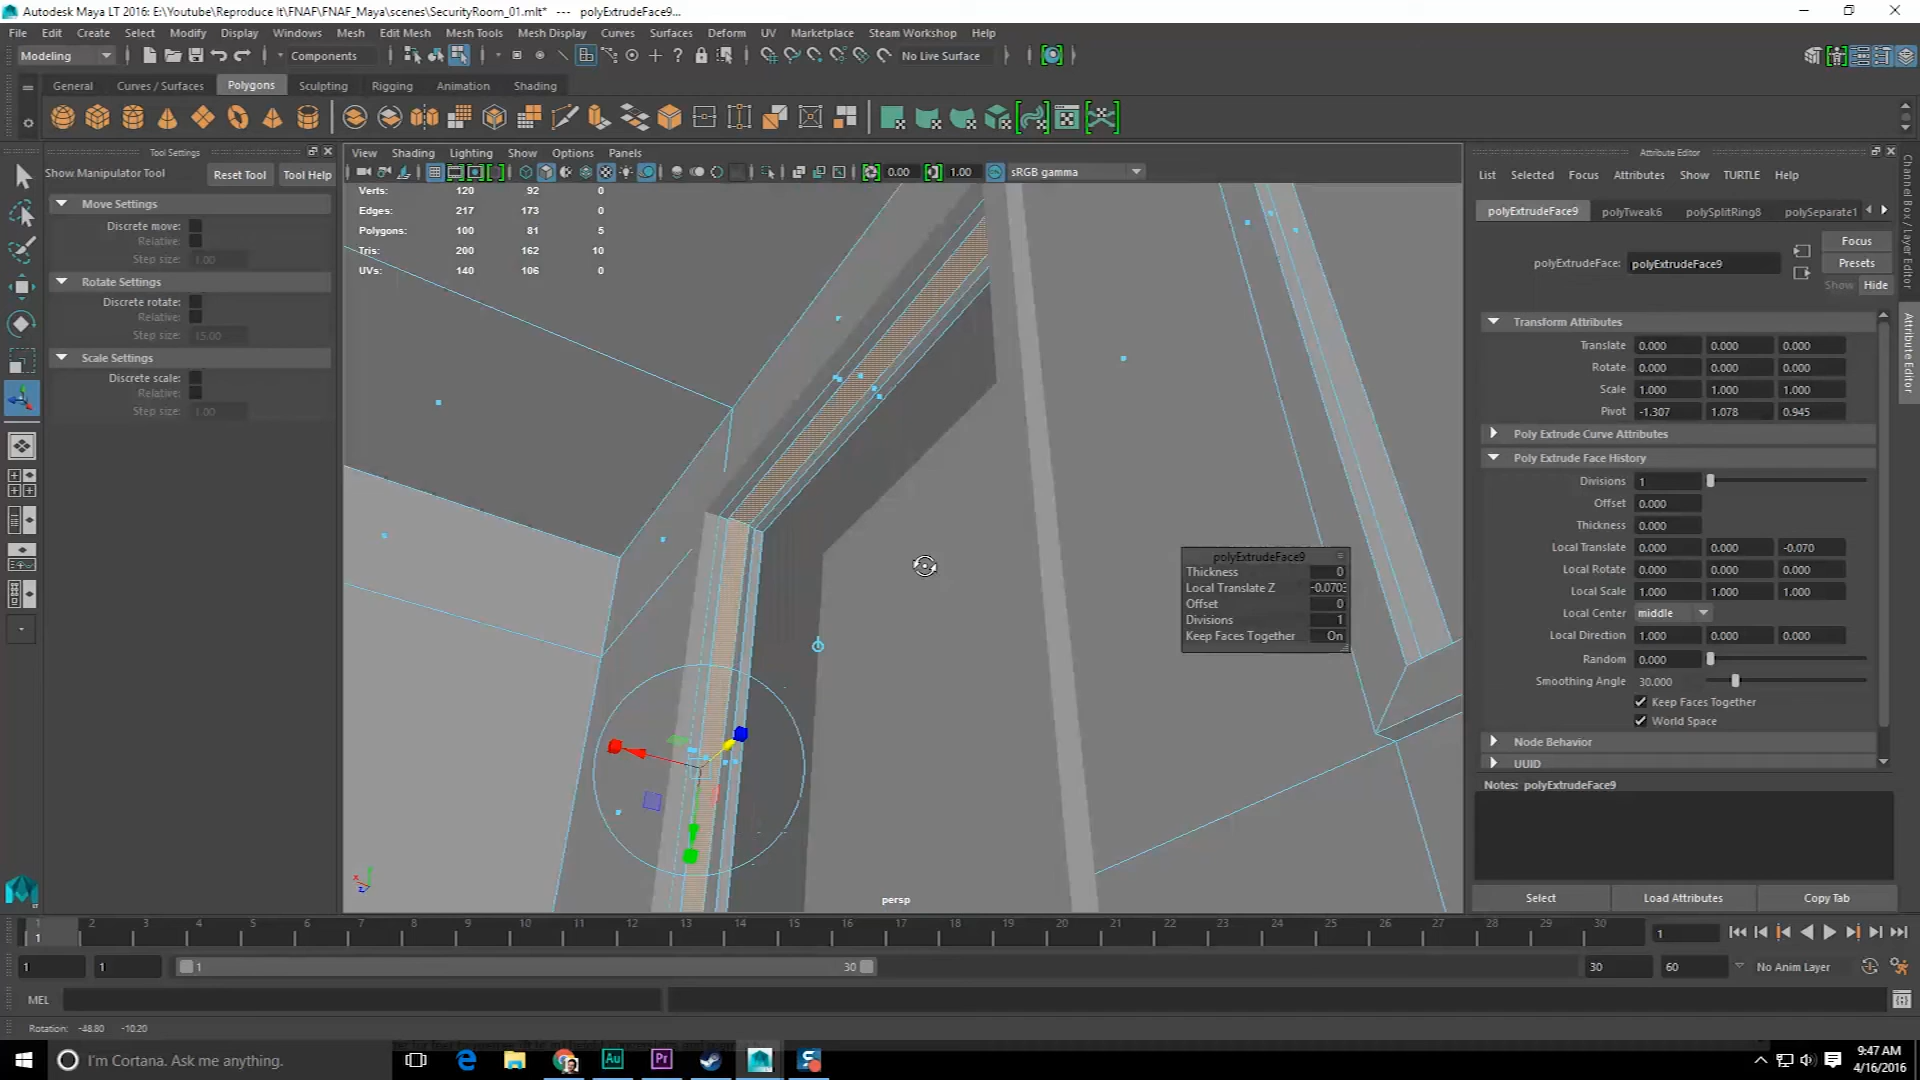 Autodesk Maya LT 2016: E:\Youtube\Reproduce It\FNAF\FNAF_Maya\scenes\SecurityRoom_01.mlt* --- polyExtrudeFace9...
File Edit Create Select Modify Display Windows Mesh Edit Mesh Mesh Tools Mesh Display Curves Surfaces Deform UV Marketplace Steam Workshop Help
Modeling Components No Live Surface
General Curves / Surfaces Polygons Sculpting Rigging Animation Shading
Tool Settings
Show Manipulator Tool Reset Tool Tool Help
Move Settings
Discrete move:
Relative:
Step size: 1.00
Rotate Settings
Discrete rotate:
Relative:
Step size: 15.00
Scale Settings
Discrete scale:
Relative:
Step size: 1.00
View Shading Lighting Show Options Panels
0.00 1.00 sRGB gamma
Verts: 120 92 0
Edges: 217 173 0
Polygons: 100 81 5
Tris: 200 162 10
UVs: 140 106 0
polyExtrudeFace9
Thickness 0
Local Translate Z -0.070
Offset 0
Divisions 1
Keep Faces Together On
persp
Attribute Editor
List Selected Focus Attributes Show TURTLE Help
polyExtrudeFace9 polyTweak6 polySplitRing8 polySeparate1
polyExtrudeFace: polyExtrudeFace9
Focus
Presets
Show Hide
Transform Attributes
Translate 0.000 0.000 0.000
Rotate 0.000 0.000 0.000
Scale 1.000 1.000 1.000
Pivot -1.307 1.078 0.945
Poly Extrude Curve Attributes
Poly Extrude Face History
Divisions 1
Offset 0.000
Thickness 0.000
Local Translate 0.000 0.000 -0.070
Local Rotate 0.000 0.000 0.000
Local Scale 1.000 1.000 1.000
Local Center middle
Local Direction 1.000 0.000 0.000
Random 0.000
Smoothing Angle 30.000
Keep Faces Together
World Space
Node Behavior
UUID
Notes: polyExtrudeFace9
Select Load Attributes Copy Tab
Channel Box / Layer Editor
Attribute Editor
1 2 3 4 5 6 7 8 9 10 11 12 13 14 15 16 17 18 19 20 21 22 23 24 25 26 27 28 29 30
1 1
1 1 1 30 30 60 No Anim Layer
MEL
Rotation: -48.80 -10.20
I'm Cortana. Ask me anything.
Au Pr
9:47 AM
4/16/2016